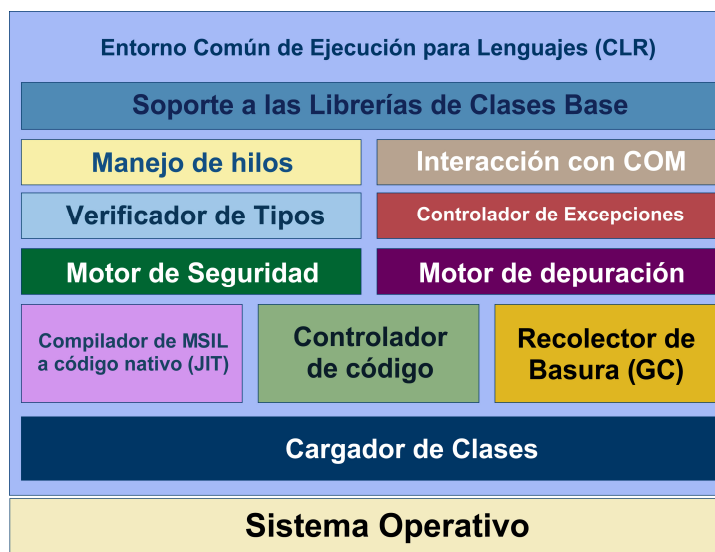 Entorno Común de Ejecución para Lenguajes (CLR)
Soporte a las Librerías de Clases Base
Manejo de hilos
Interacción con COM
Verificador de Tipos
Controlador de Excepciones
Motor de Seguridad
Motor de depuración
Compilador de MSIL
a código nativo (JIT)
Controlador
de código
Recolector de
Basura (GC)
Cargador de Clases
Sistema Operativo